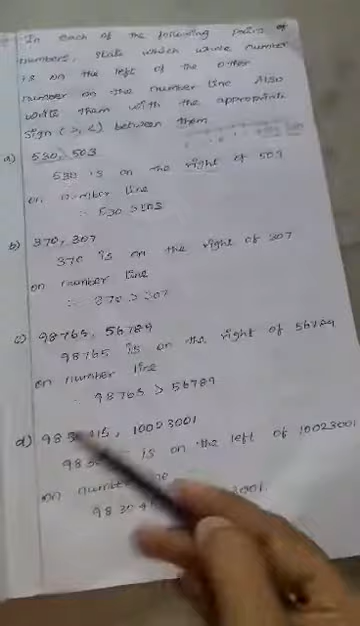 In each of the following pairs of
numbers, state which whole number
is on the left of the other
number on the number line Also
write them with the appropriate
sign (>, <) between them
a) 530, 503
530 is on the right of 503
on number line
∴ 530 > 503
b) 370, 307
370 is on the right of 307
on number line
∴ 370 > 307
c) 98765, 56789
98765 is on the right of 56789
on number line
∴ 98765 > 56789
d) 9830415, 10023001
is on the left of 10023001
on number